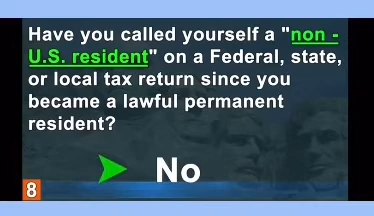 Have you called yourself a "non -
U.S. resident" on a Federal, state,
or local tax return since you
became a lawful permanent
resident?
No
8